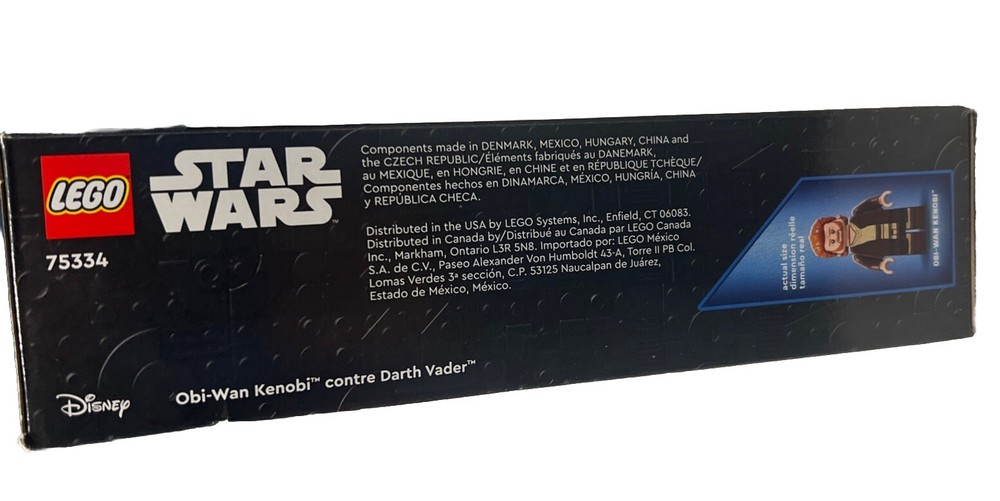 LEGO
STAR
WARS™
75334
Components made in DENMARK, MEXICO, HUNGARY, CHINA and
the CZECH REPUBLIC/Éléments fabriqués au DANEMARK,
au MEXIQUE, en HONGRIE, en CHINE et en RÉPUBLIQUE TCHÈQUE/
Componentes hechos en DINAMARCA, MÉXICO, HUNGRÍA, CHINA
y REPÚBLICA CHECA.
Distributed in the USA by LEGO Systems, Inc., Enfield, CT 06083.
Distributed in Canada by/Distribué au Canada par LEGO Canada
Inc., Markham, Ontario L3R 5N8. Importado por: LEGO México
S.A. de C.V., Paseo Alexander Von Humboldt 43-A, Torre II PB Col.
Lomas Verdes 3ª sección, C.P. 53125 Naucalpan de Juárez,
Estado de México, México.
actual size
dimension réelle
tamaño real
OBI-WAN KENOBI™
Disney
Obi-Wan Kenobi™ contre Darth Vader™